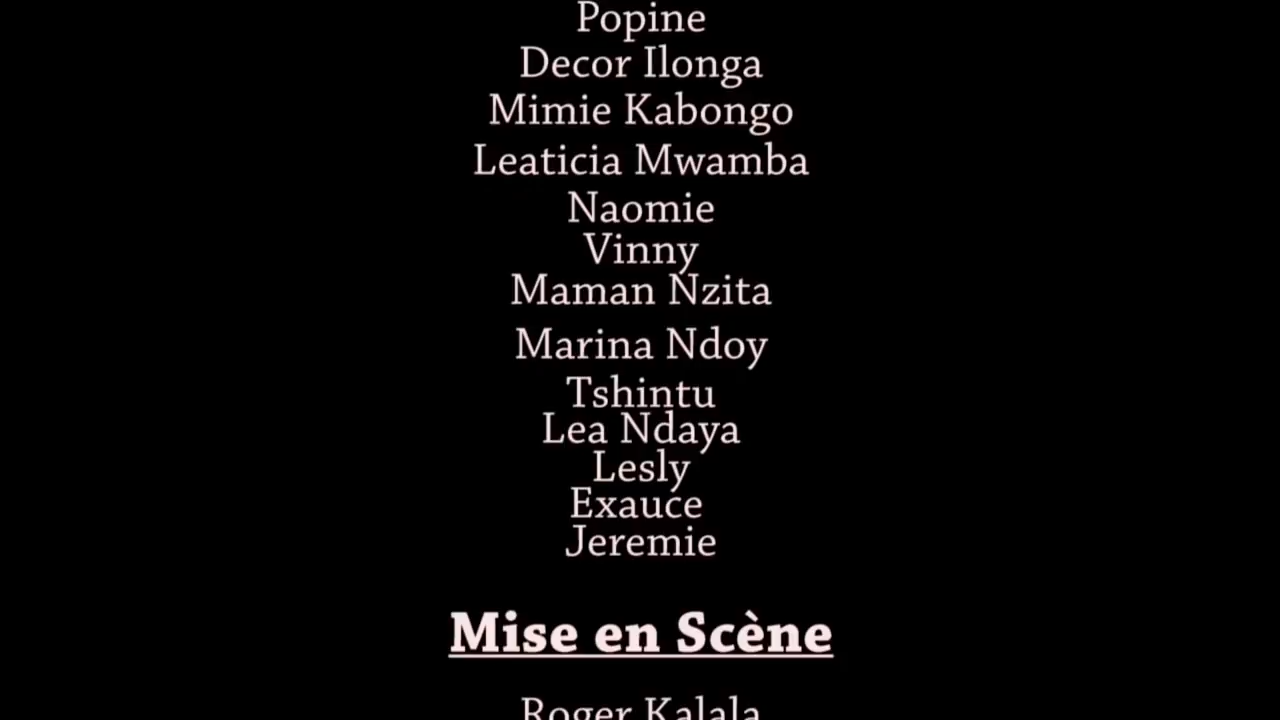 Popine
Decor Ilonga
Mimie Kabongo
Leaticia Mwamba
Naomie
Vinny
Maman Nzita
Marina Ndoy
Tshintu
Lea Ndaya
Lesly
Exauce
Jeremie
Mise en Scène
Roger Kalala